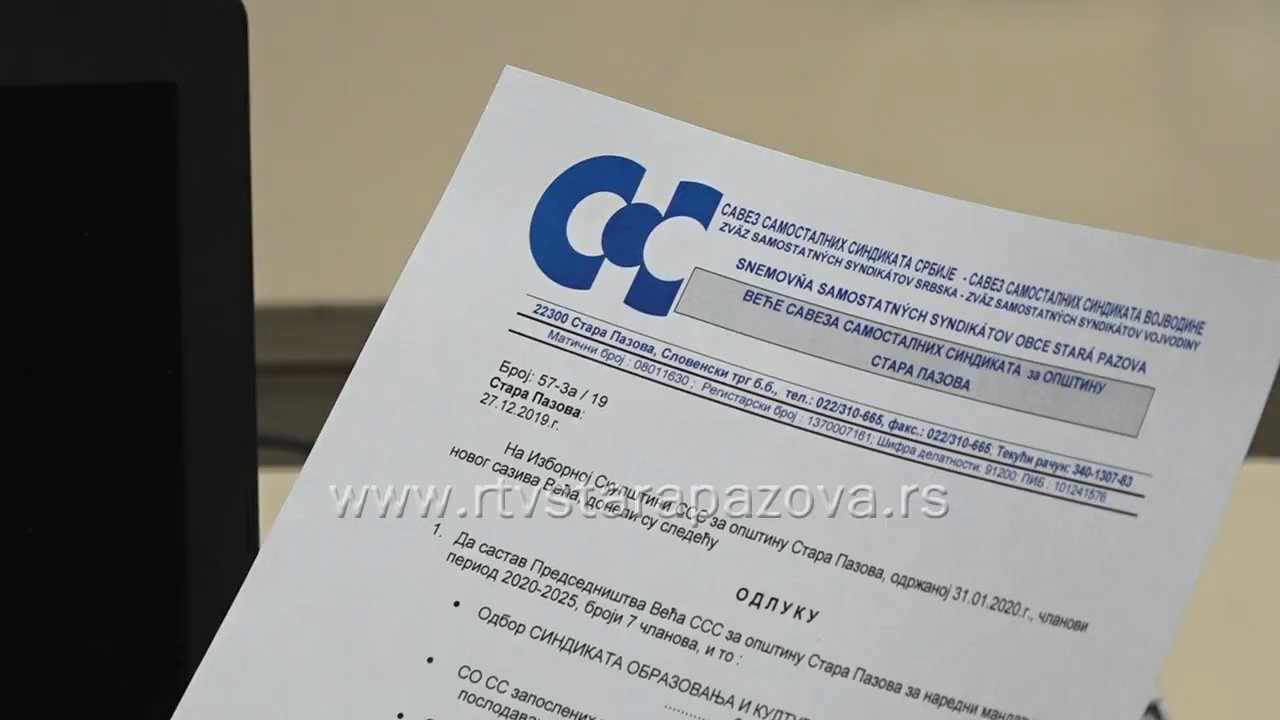 САВЕЗ САМОСТАЛНИХ СИНДИКАТА СРБИЈЕ - САВЕЗ САМОСТАЛНИХ СИНДИКАТА ВОЈВОДИНЕ
ZVÄZ SAMOSTATNÝCH SYNDIKÁTOV SRBSKA - ZVÄZ SAMOSTATNÝCH SYNDIKÁTOV VOJVODINY
SNEMOVŇA SAMOSTATNÝCH SYNDIKÁTOV OBCE STARÁ PAZOVA
ВЕЋЕ САВЕЗА САМОСТАЛНИХ СИНДИКАТА за ОПШТИНУ
СТАРА ПАЗОВА
22300 Стара Пазова, Словенски трг б.б., тел.: 022/310-665, факс.: 022/310-665, Текући рачун: 340-1307-83
Матични број : 08011630 ; Регистарски број : 1370007161; Шифра делатности: 91200; ПИБ : 101241576
Број: 57-3а / 19
Стара Пазова:
27.12.2019.г.
На Изборној Скупштини ССС за општину Стара Пазова, одржаној 31.01.2020.г., чланови
новог сазива Већа, донели су следећу
www.rtvstarapazova.rs
ОДЛУКУ
1. Да састав Председништва Већа ССС за општину Стара Пазова за наредни мандат
период 2020-2025, броји 7 чланова, и то :
• Одбор СИНДИКАТА ОБРАЗОВАЊА И КУЛТУР
• СО СС запослених